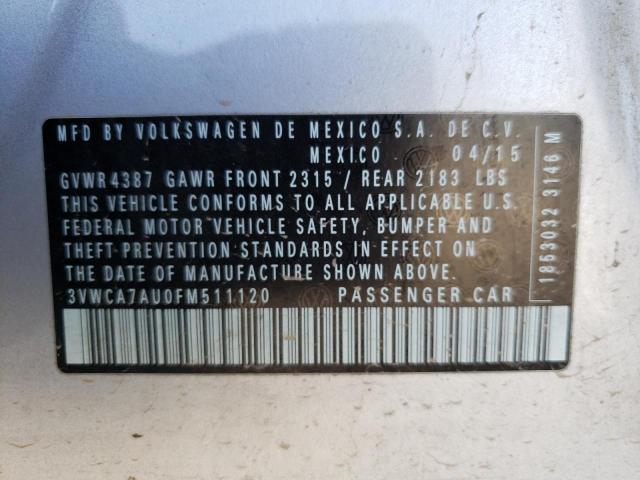 MFD BY VOLKSWAGEN DE MEXICO S.A. DE C.V.
MEXICO 04/15
GVWR 4387 GAWR FRONT 2315 / REAR 2183 LBS
THIS VEHICLE CONFORMS TO ALL APPLICABLE U.S.
FEDERAL MOTOR VEHICLE SAFETY, BUMPER AND
THEFT PREVENTION STANDARDS IN EFFECT ON
THE DATE OF MANUFACTURE SHOWN ABOVE.
3VWCA7AU0FM511120 PASSENGER CAR
1853032 3146 M